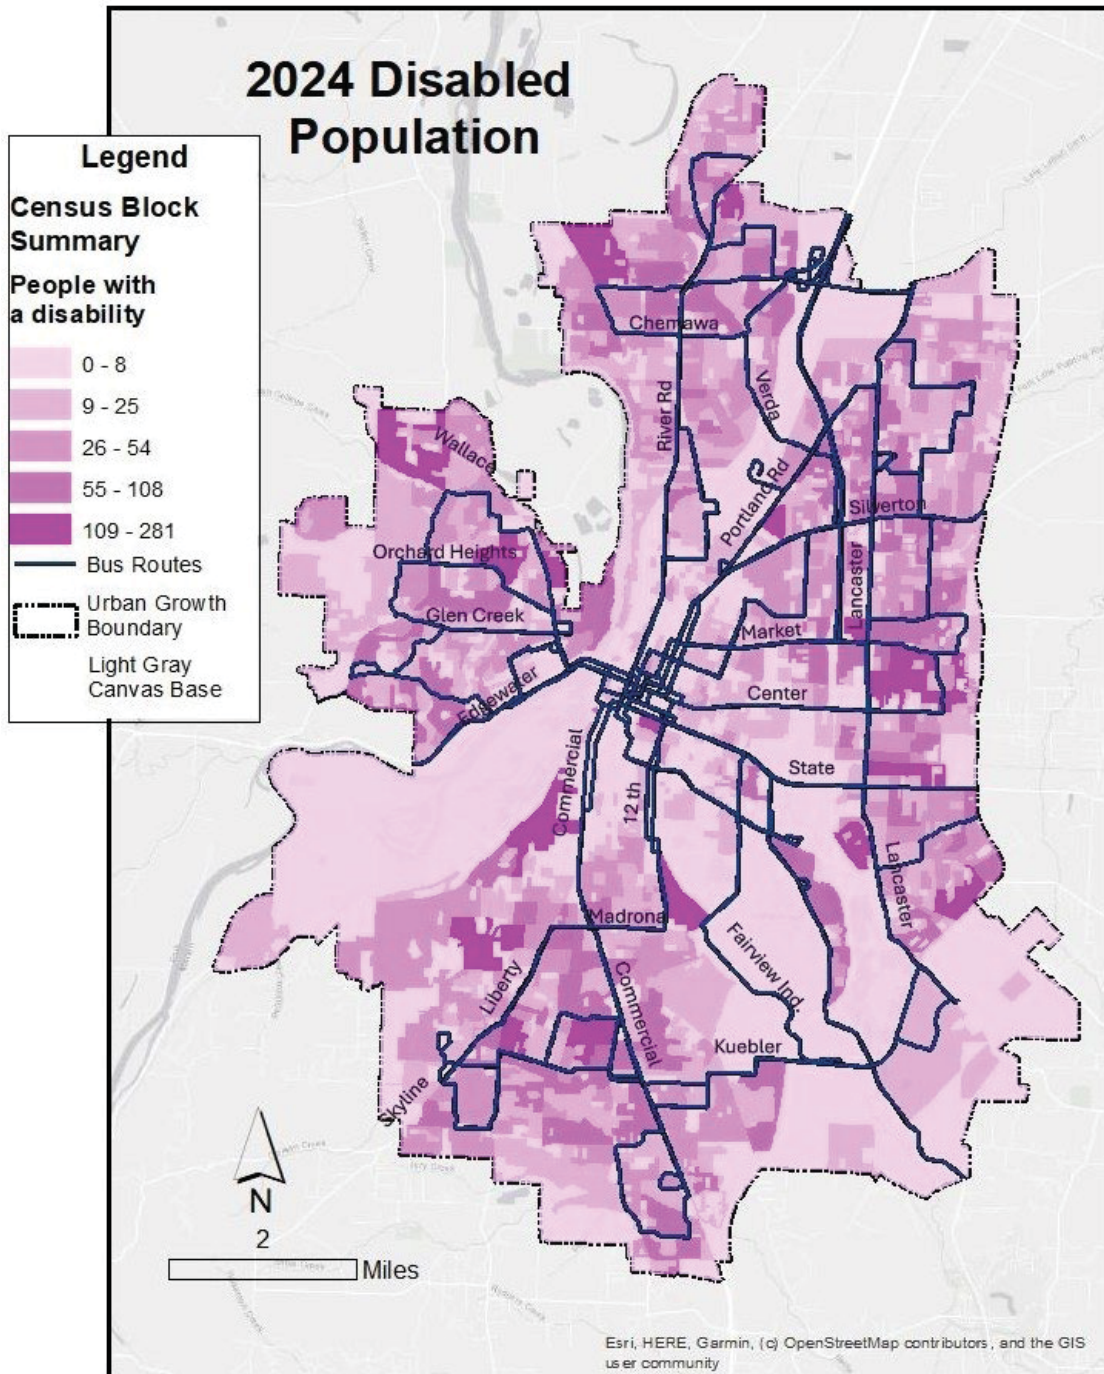 2024 Disabled
Population
Legend
Census Block
Summary
People with
a disability
0 - 8
9 - 25
26 - 54
55 - 108
109 - 281
Bus Routes
Urban Growth
Boundary
Light Gray
Canvas Base
Chemawa
River Rd
Verda
Wallace
Portland Rd
Silverton
Orchard Heights
Lancaster
Glen Creek
Market
Edgewater
Center
Commercial
State
12 th
Lancaster
Madrona
Fairview Ind.
Liberty
Commercial
Kuebler
Skyline
N
2
Miles
Esri, HERE, Garmin, (c) OpenStreetMap contributors, and the GIS
user community